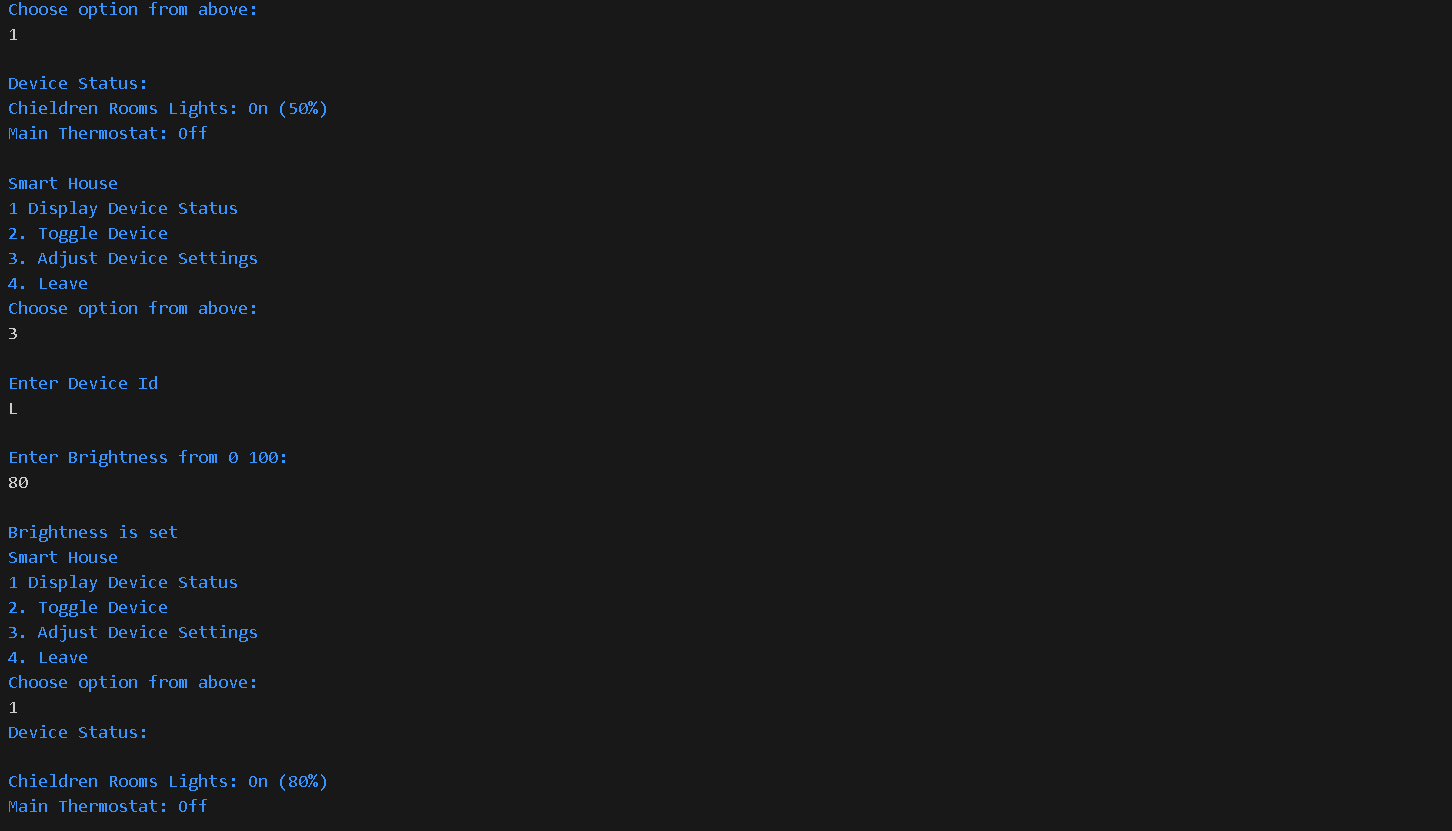 Choose option from above:
1
Device Status:
Chieldren Rooms Lights: On (50%)
Main Thermostat: Off
Smart House
1 Display Device Status
2. Toggle Device
3. Adjust Device Settings
4. Leave
Choose option from above:
3
Enter Device Id
L
Enter Brightness from 0 100:
80
Brightness is set
Smart House
1 Display Device Status
2. Toggle Device
3. Adjust Device Settings
4. Leave
Choose option from above:
1
Device Status:
Chieldren Rooms Lights: On (80%)
Main Thermostat: Off